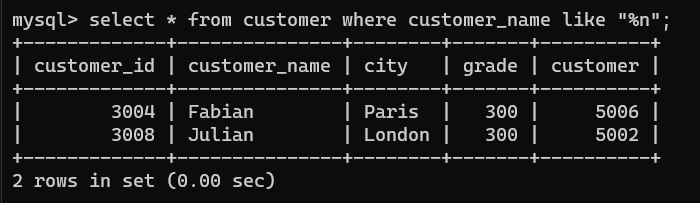 mysql> select * from customer where customer_name like "%n";
+-------------+---------------+--------+-------+----------+
| customer_id | customer_name | city   | grade | customer |
+-------------+---------------+--------+-------+----------+
|        3004 | Fabian        | Paris  |   300 |     5006 |
|        3008 | Julian        | London |   300 |     5002 |
+-------------+---------------+--------+-------+----------+
2 rows in set (0.00 sec)